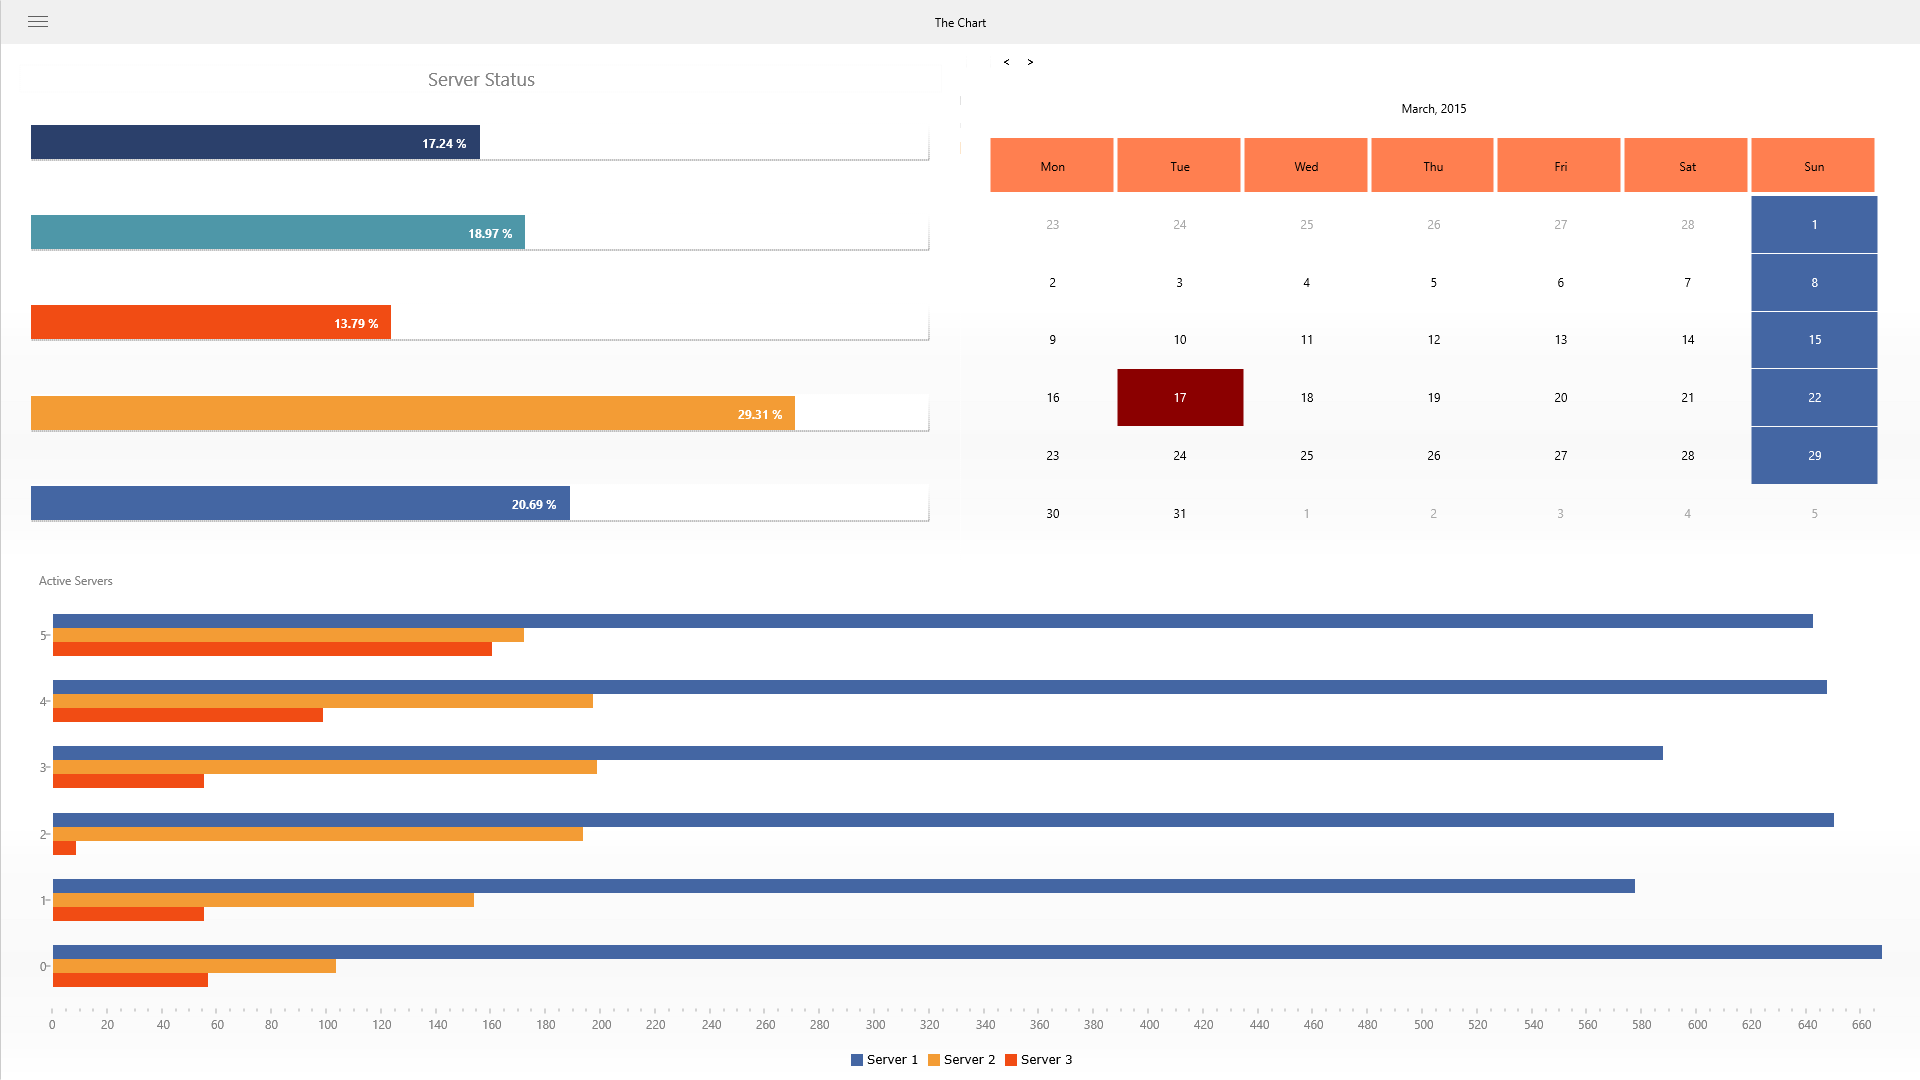 The Chart
Server Status
17.24 %
18.97 %
13.79 %
29.31 %
20.69 %
< >
March, 2015
Mon Tue Wed Thu Fri Sat Sun
23 24 25 26 27 28 1
2 3 4 5 6 7 8
9 10 11 12 13 14 15
16 17 18 19 20 21 22
23 24 25 26 27 28 29
30 31 1 2 3 4 5
Active Servers
5
4
3
2
1
0
0 20 40 60 80 100 120 140 160 180 200 220 240 260 280 300 320 340 360 380 400 420 440 460 480 500 520 540 560 580 600 620 640 660
Server 1 Server 2 Server 3